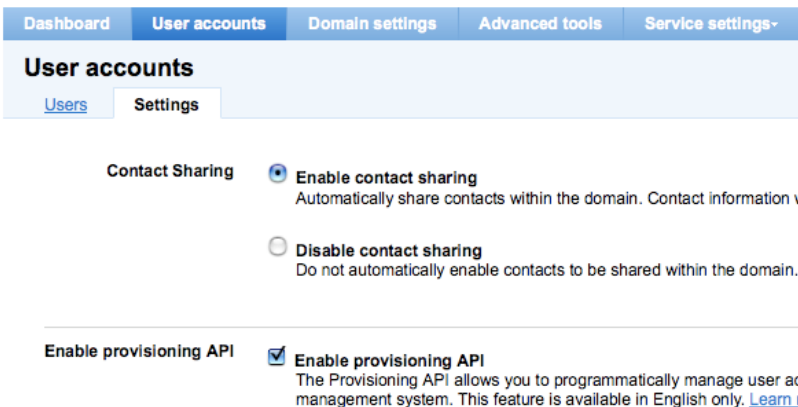 Dashboard User accounts Domain settings Advanced tools Service settings
User accounts
Users Settings
Contact Sharing Enable contact sharing
Automatically share contacts within the domain. Contact information
Disable contact sharing
Do not automatically enable contacts to be shared within the domain.
Enable provisioning API Enable provisioning API
The Provisioning API allows you to programmatically manage user
management system. This feature is available in English only. Learn